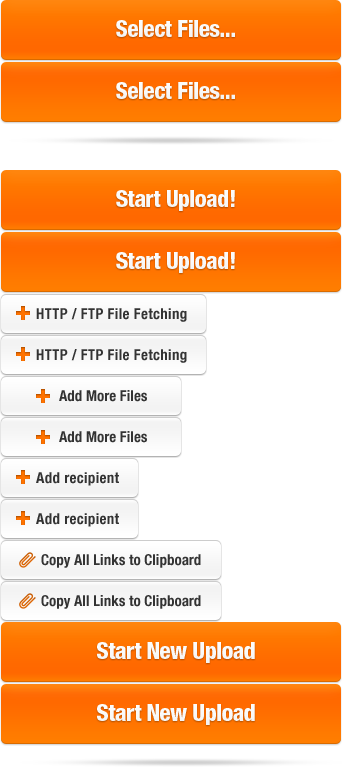 Select Files...
Select Files...
Start Upload!
Start Upload!
HTTP / FTP File Fetching
HTTP / FTP File Fetching
Add More Files
Add More Files
Add recipient
Add recipient
Copy All Links to Clipboard
Copy All Links to Clipboard
Start New Upload
Start New Upload